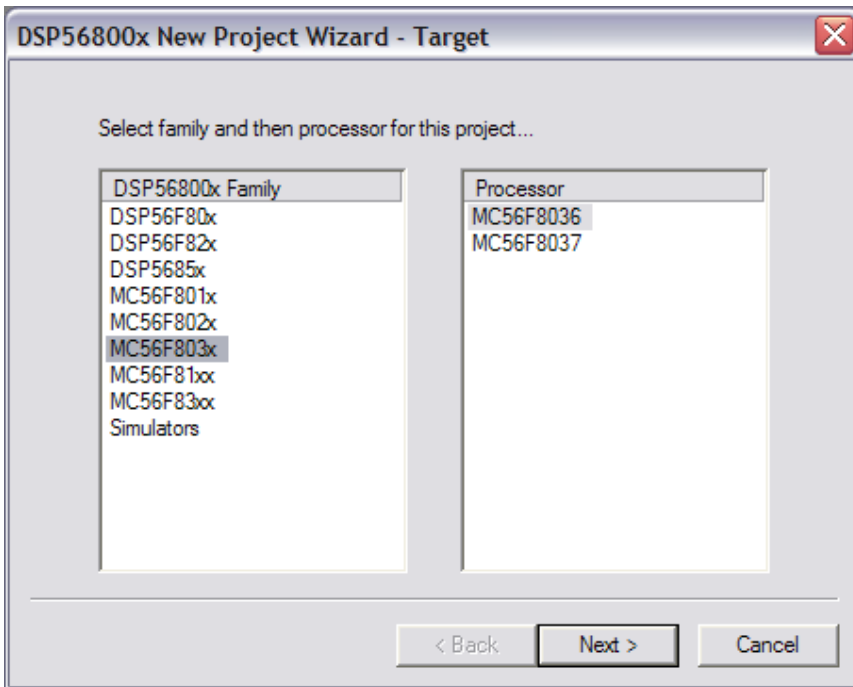 DSP56800x New Project Wizard - Target
Select family and then processor for this project...
DSP56800x Family
DSP56F80x
DSP56F82x
DSP5685x
MC56F801x
MC56F802x
MC56F803x
MC56F81xx
MC56F83xx
Simulators
Processor
MC56F8036
MC56F8037
< Back
Next >
Cancel